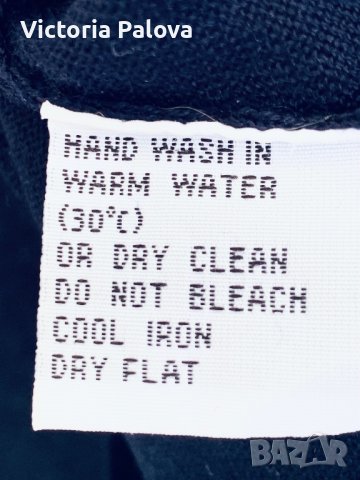 Victoria Palova
HAND WASH IN
WARM WATER
(30°C)
OR DRY CLEAN
DO NOT BLEACH
COOL IRON
DRY FLAT
BAZAR